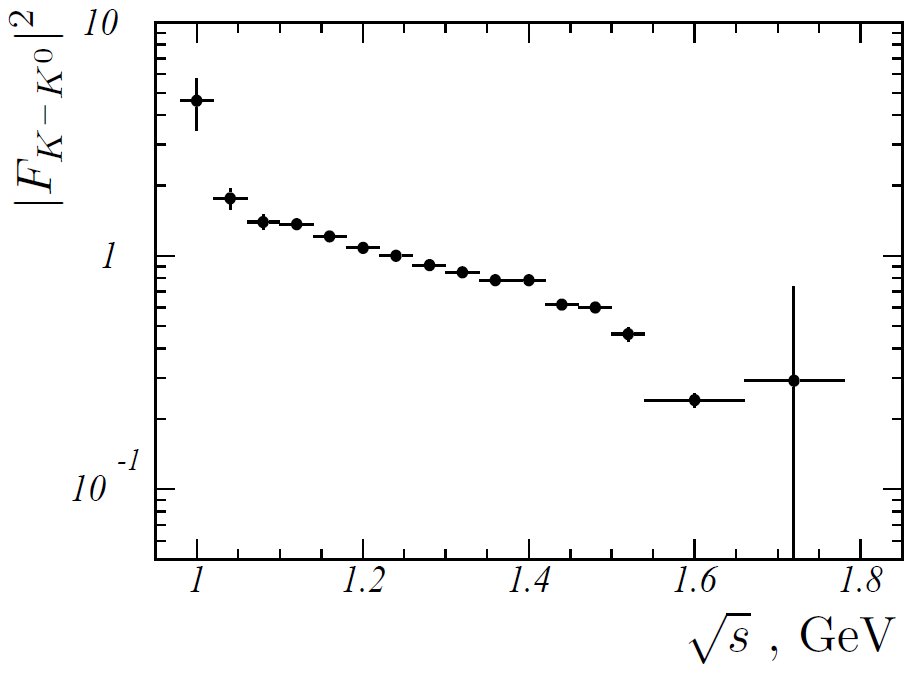 |F_{K−K^0}|^2
10
1
10^{-1}
1 1.2 1.4 1.6 1.8
√s , GeV